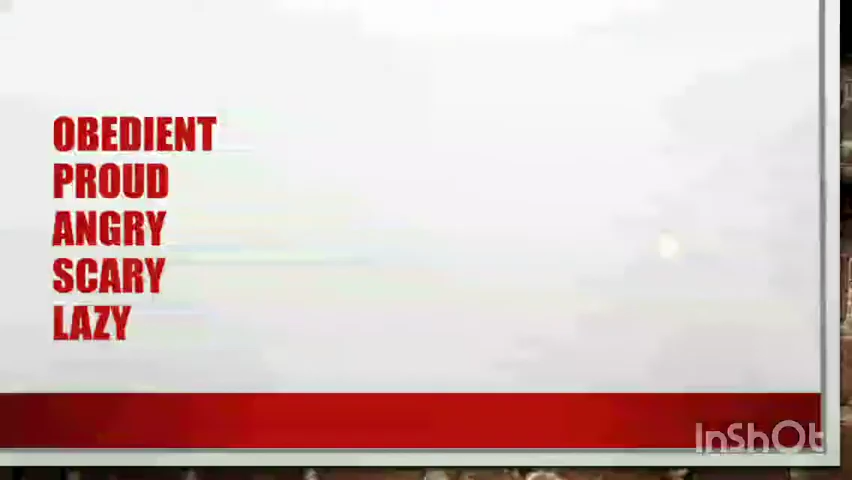 OBEDIENT
PROUD
ANGRY
SCARY
LAZY
InShOt